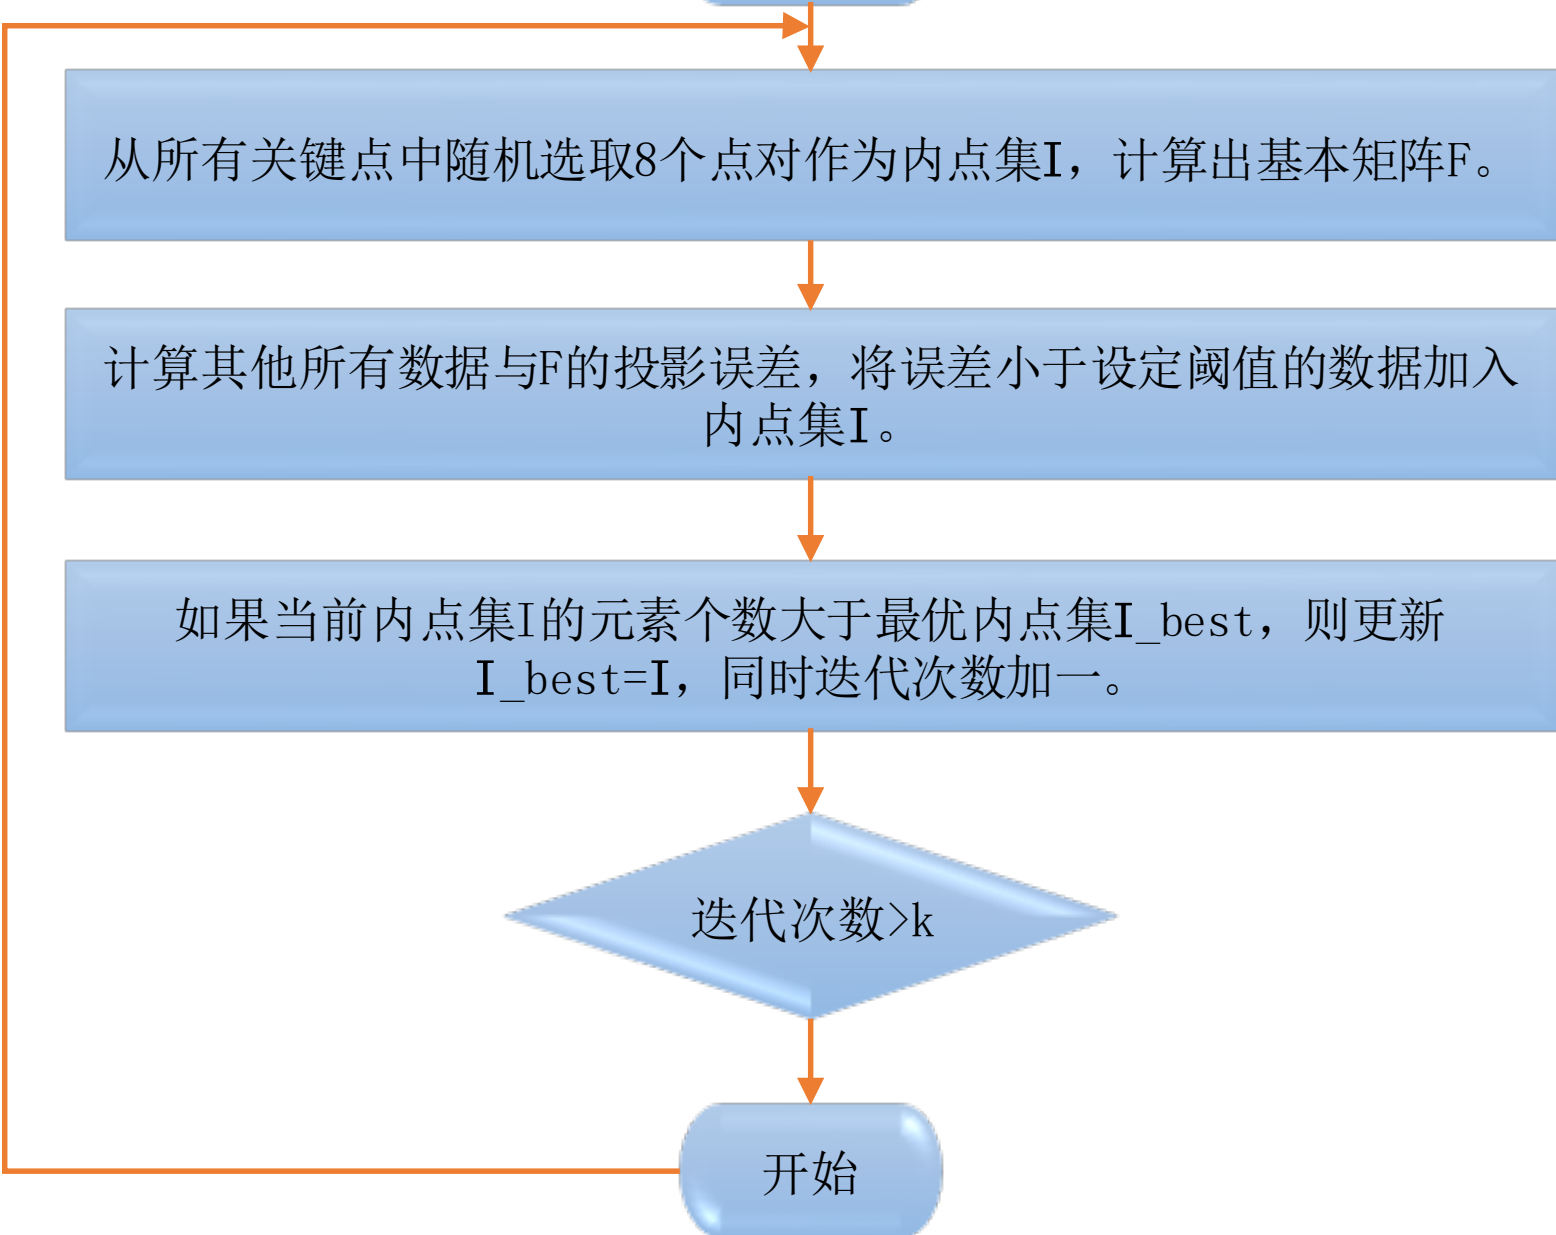 从所有关键点中随机选取8个点对作为内点集I，计算出基本矩阵F。
计算其他所有数据与F的投影误差，将误差小于设定阈值的数据加入
内点集I。
如果当前内点集I的元素个数大于最优内点集I_best，则更新
I_best=I，同时迭代次数加一。
迭代次数>k
开始